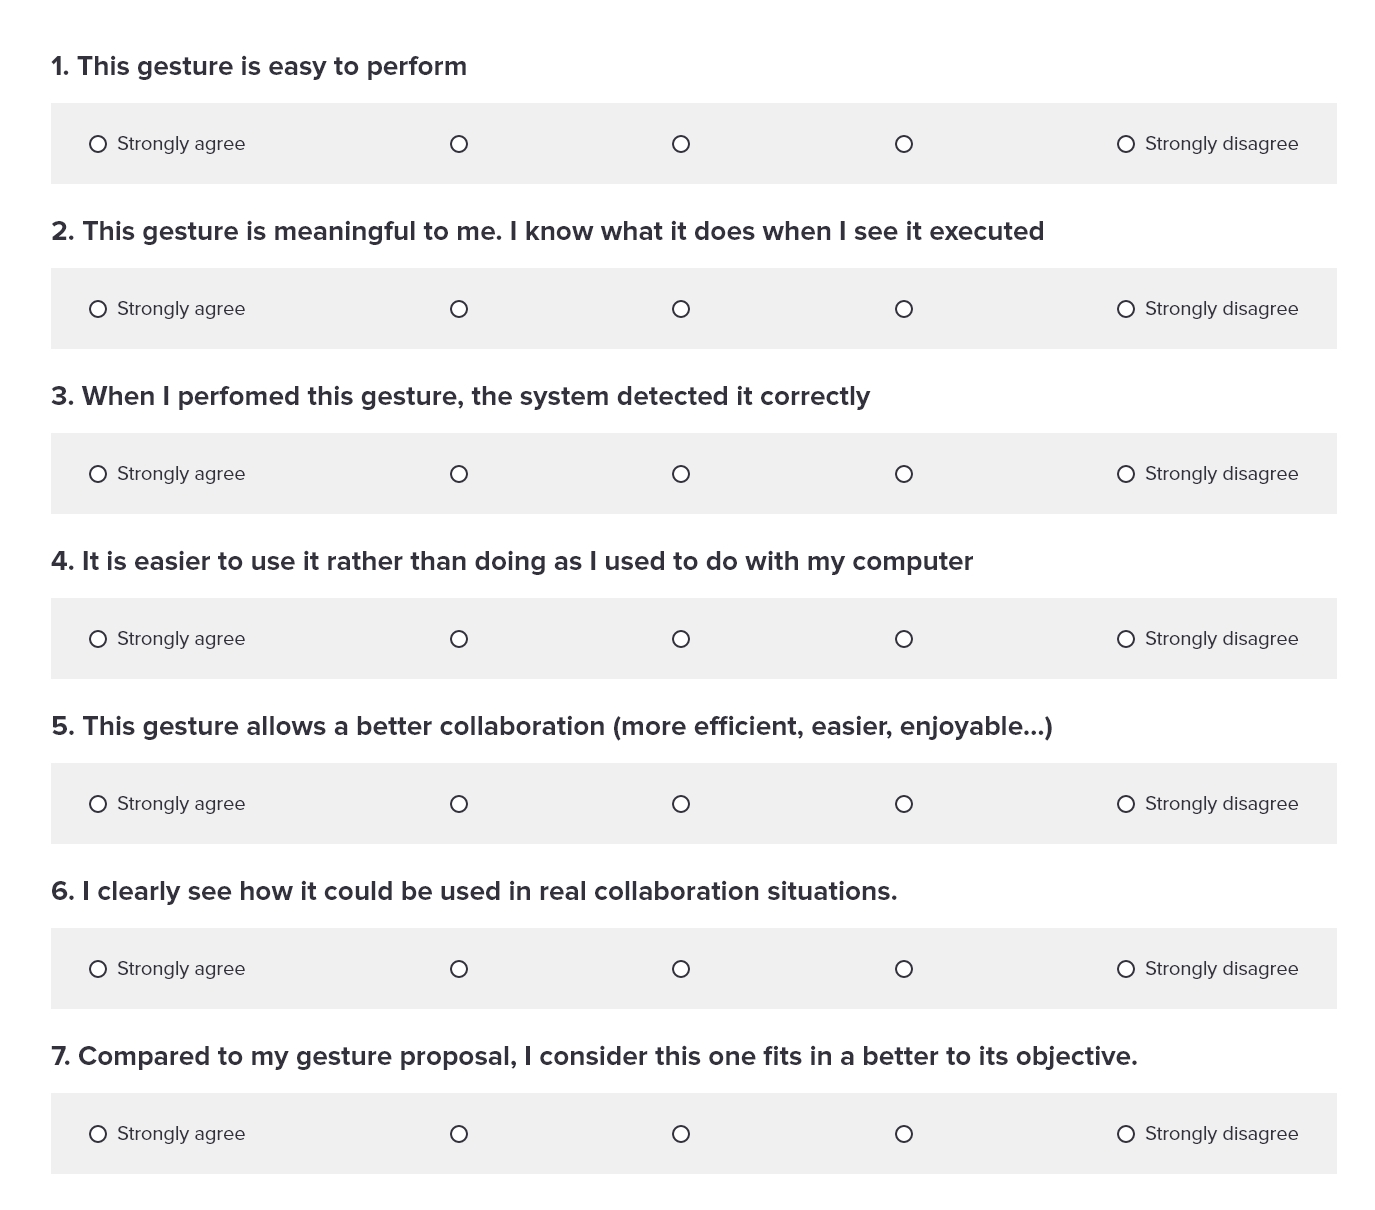 1. This gesture is easy to perform
Strongly agree Strongly disagree
2. This gesture is meaningful to me. I know what it does when I see it executed
Strongly agree Strongly disagree
3. When I perfomed this gesture, the system detected it correctly
Strongly agree Strongly disagree
4. It is easier to use it rather than doing as I used to do with my computer
Strongly agree Strongly disagree
5. This gesture allows a better collaboration (more efficient, easier, enjoyable...)
Strongly agree Strongly disagree
6. I clearly see how it could be used in real collaboration situations.
Strongly agree Strongly disagree
7. Compared to my gesture proposal, I consider this one fits in a better to its objective.
Strongly agree Strongly disagree